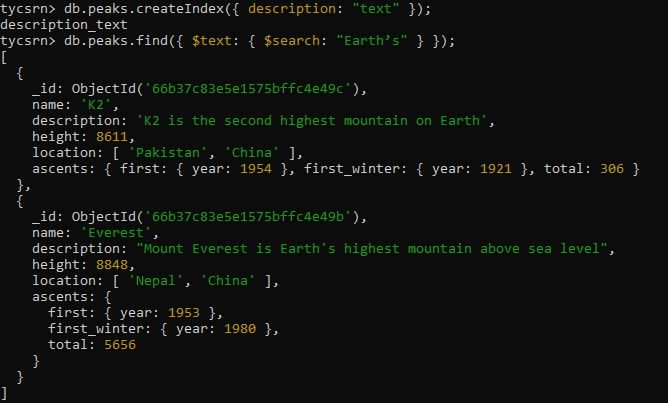 tycsrn> db.peaks.createIndex({ description: "text" });
description_text
tycsrn> db.peaks.find({ $text: { $search: "Earth’s" } });
[
  {
    _id: ObjectId('66b37c83e5e1575bffc4e49c'),
    name: 'K2',
    description: 'K2 is the second highest mountain on Earth',
    height: 8611,
    location: [ 'Pakistan', 'China' ],
    ascents: { first: { year: 1954 }, first_winter: { year: 1921 }, total: 306 }
  },
  {
    _id: ObjectId('66b37c83e5e1575bffc4e49b'),
    name: 'Everest',
    description: "Mount Everest is Earth's highest mountain above sea level",
    height: 8848,
    location: [ 'Nepal', 'China' ],
    ascents: {
      first: { year: 1953 },
      first_winter: { year: 1980 },
      total: 5656
    }
  }
]